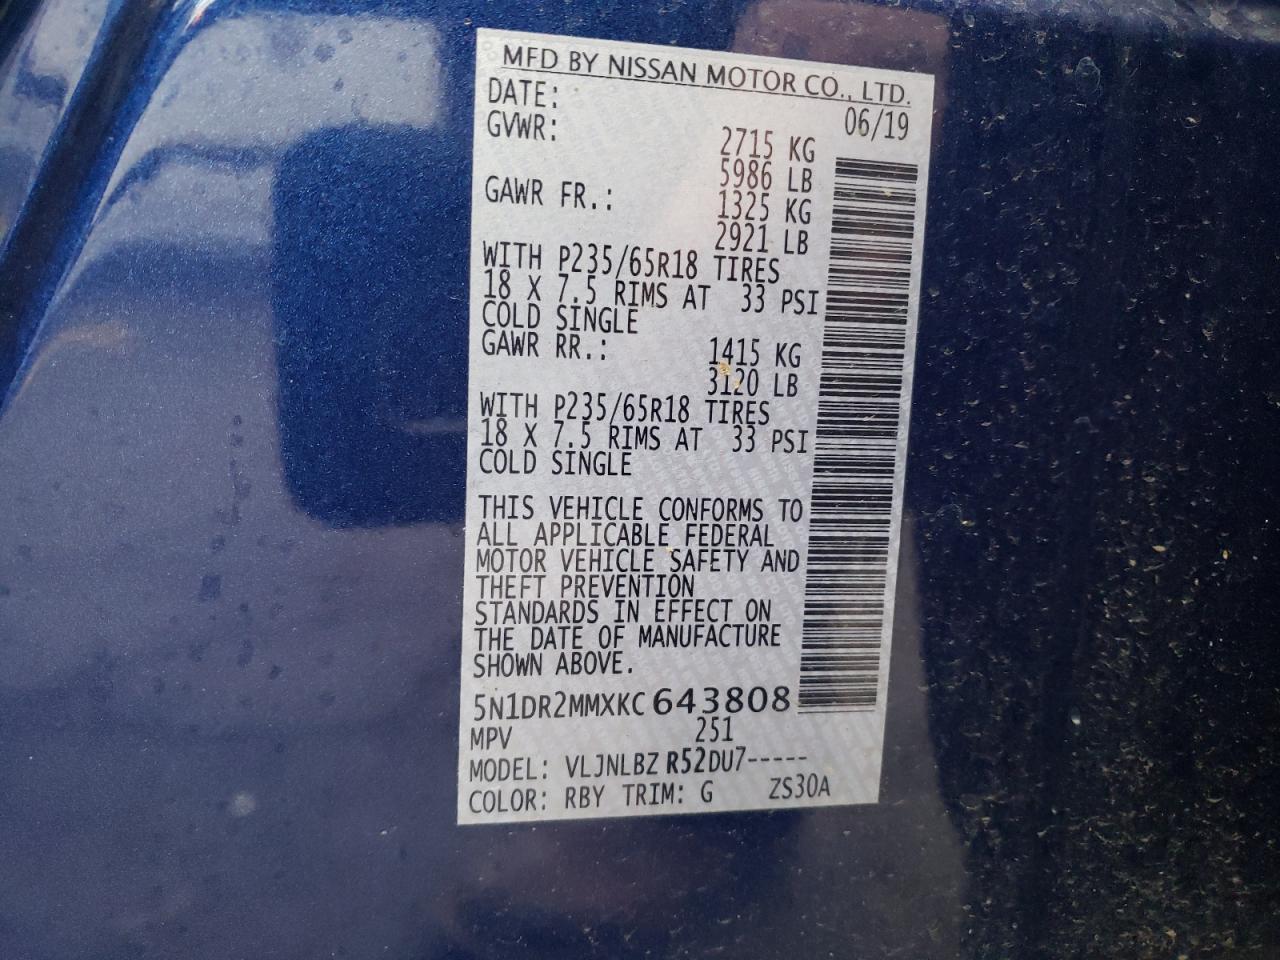 MFD BY NISSAN MOTOR CO., LTD.
DATE: 06/19
GVWR: 2715 KG
5986 LB
GAWR FR.: 1325 KG
2921 LB
WITH P235/65R18 TIRES
18 X 7.5 RIMS AT 33 PSI
COLD SINGLE
GAWR RR.: 1415 KG
3120 LB
WITH P235/65R18 TIRES
18 X 7.5 RIMS AT 33 PSI
COLD SINGLE
THIS VEHICLE CONFORMS TO
ALL APPLICABLE FEDERAL
MOTOR VEHICLE SAFETY AND
THEFT PREVENTION
STANDARDS IN EFFECT ON
THE DATE OF MANUFACTURE
SHOWN ABOVE.
5N1DR2MMXKC643808
MPV 251
MODEL: VLJNLBZ R52DU7-----
COLOR: RBY TRIM: G ZS30A